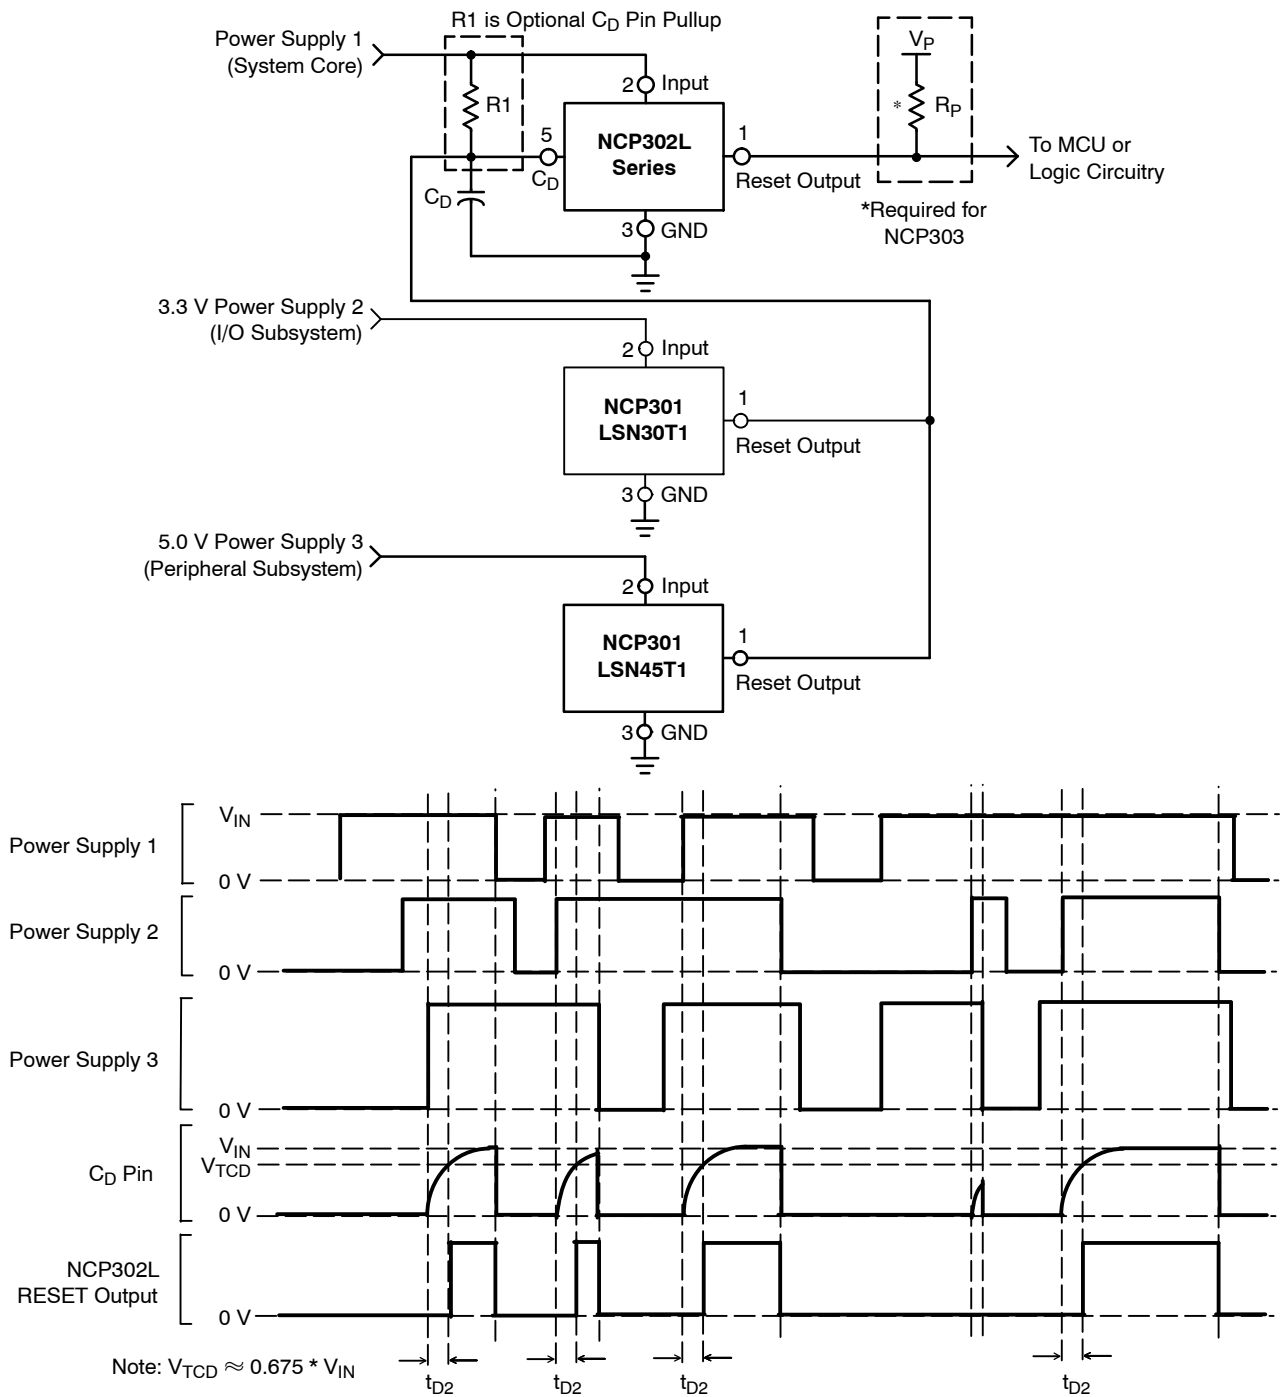 R1 is Optional CD Pin Pullup
Power Supply 1
(System Core)
VP
2 Input
R1
* RP
5
NCP302L
Series
1
To MCU or
Logic Circuitry
CD
Reset Output
CD
*Required for
NCP303
3 GND
3.3 V Power Supply 2
(I/O Subsystem)
2 Input
NCP301
LSN30T1
1
Reset Output
3 GND
5.0 V Power Supply 3
(Peripheral Subsystem)
2 Input
NCP301
LSN45T1
1
Reset Output
3 GND
VIN
Power Supply 1
0 V
Power Supply 2
0 V
Power Supply 3
0 V
VIN
VTCD
CD Pin
0 V
NCP302L
RESET Output
0 V
Note: VTCD ≈ 0.675 * VIN
tD2 tD2 tD2 tD2